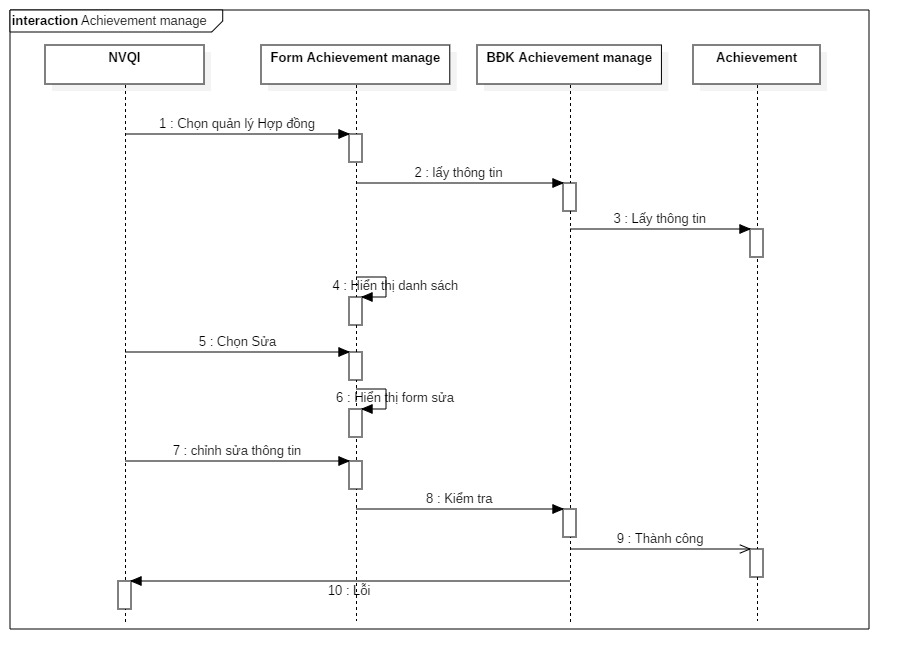 interaction Achievement manage
NVQI
Form Achievement manage
BĐK Achievement manage
Achievement
1 : Chọn quản lý Hợp đồng
2 : lấy thông tin
3 : Lấy thông tin
4 : Hiển thị danh sách
5 : Chọn Sửa
6 : Hiển thị form sửa
7 : chỉnh sửa thông tin
8 : Kiểm tra
9 : Thành công
10 : Lỗi